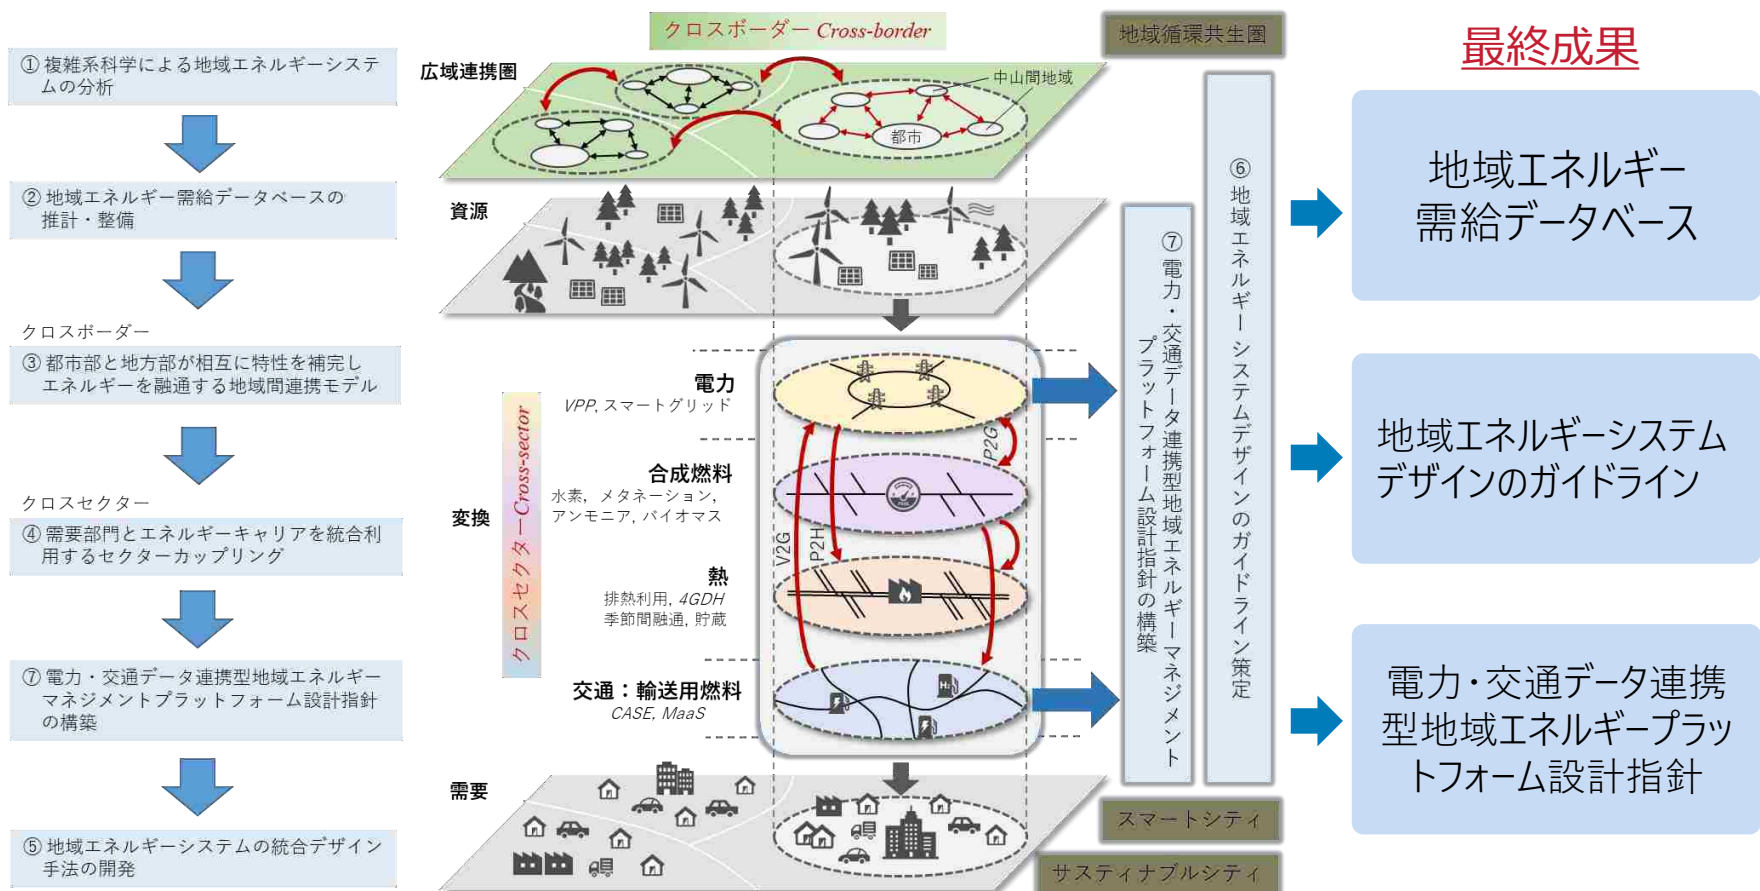 ① 複雑系科学による地域エネルギーシステ
ムの分析
② 地域エネルギー需給データベースの
推計・整備
クロスボーダー
③ 都市部と地方部が相互に特性を補完し
エネルギーを融通する地域間連携モデル
クロスセクター
④ 需要部門とエネルギーキャリアを統合利
用するセクターカップリング
⑦ 電力・交通データ連携型地域エネルギー
マネジメントプラットフォーム設計指針
の構築
⑤ 地域エネルギーシステムの統合デザイン
手法の開発
クロスボーダー Cross-border
広域連携圏
中山間地域
都市
資源
クロスセクターCross-sector
変換
電力
VPP, スマートグリッド
合成燃料
水素, メタネーション,
アンモニア, バイオマス
熱
排熱利用, 4GDH
季節間融通, 貯蔵
交通：輸送用燃料
CASE, MaaS
P2G
V2G
P2H
H₂
需要
地域循環共生圏
⑦ 電力・交通データ連携型地域エネルギーマネジメント
プラットフォーム設計指針の構築
⑥ 地域エネルギーシステムデザインのガイドライン策定
スマートシティ
サスティナブルシティ
最終成果
地域エネルギー
需給データベース
地域エネルギーシステム
デザインのガイドライン
電力・交通データ連携
型地域エネルギープラッ
トフォーム設計指針